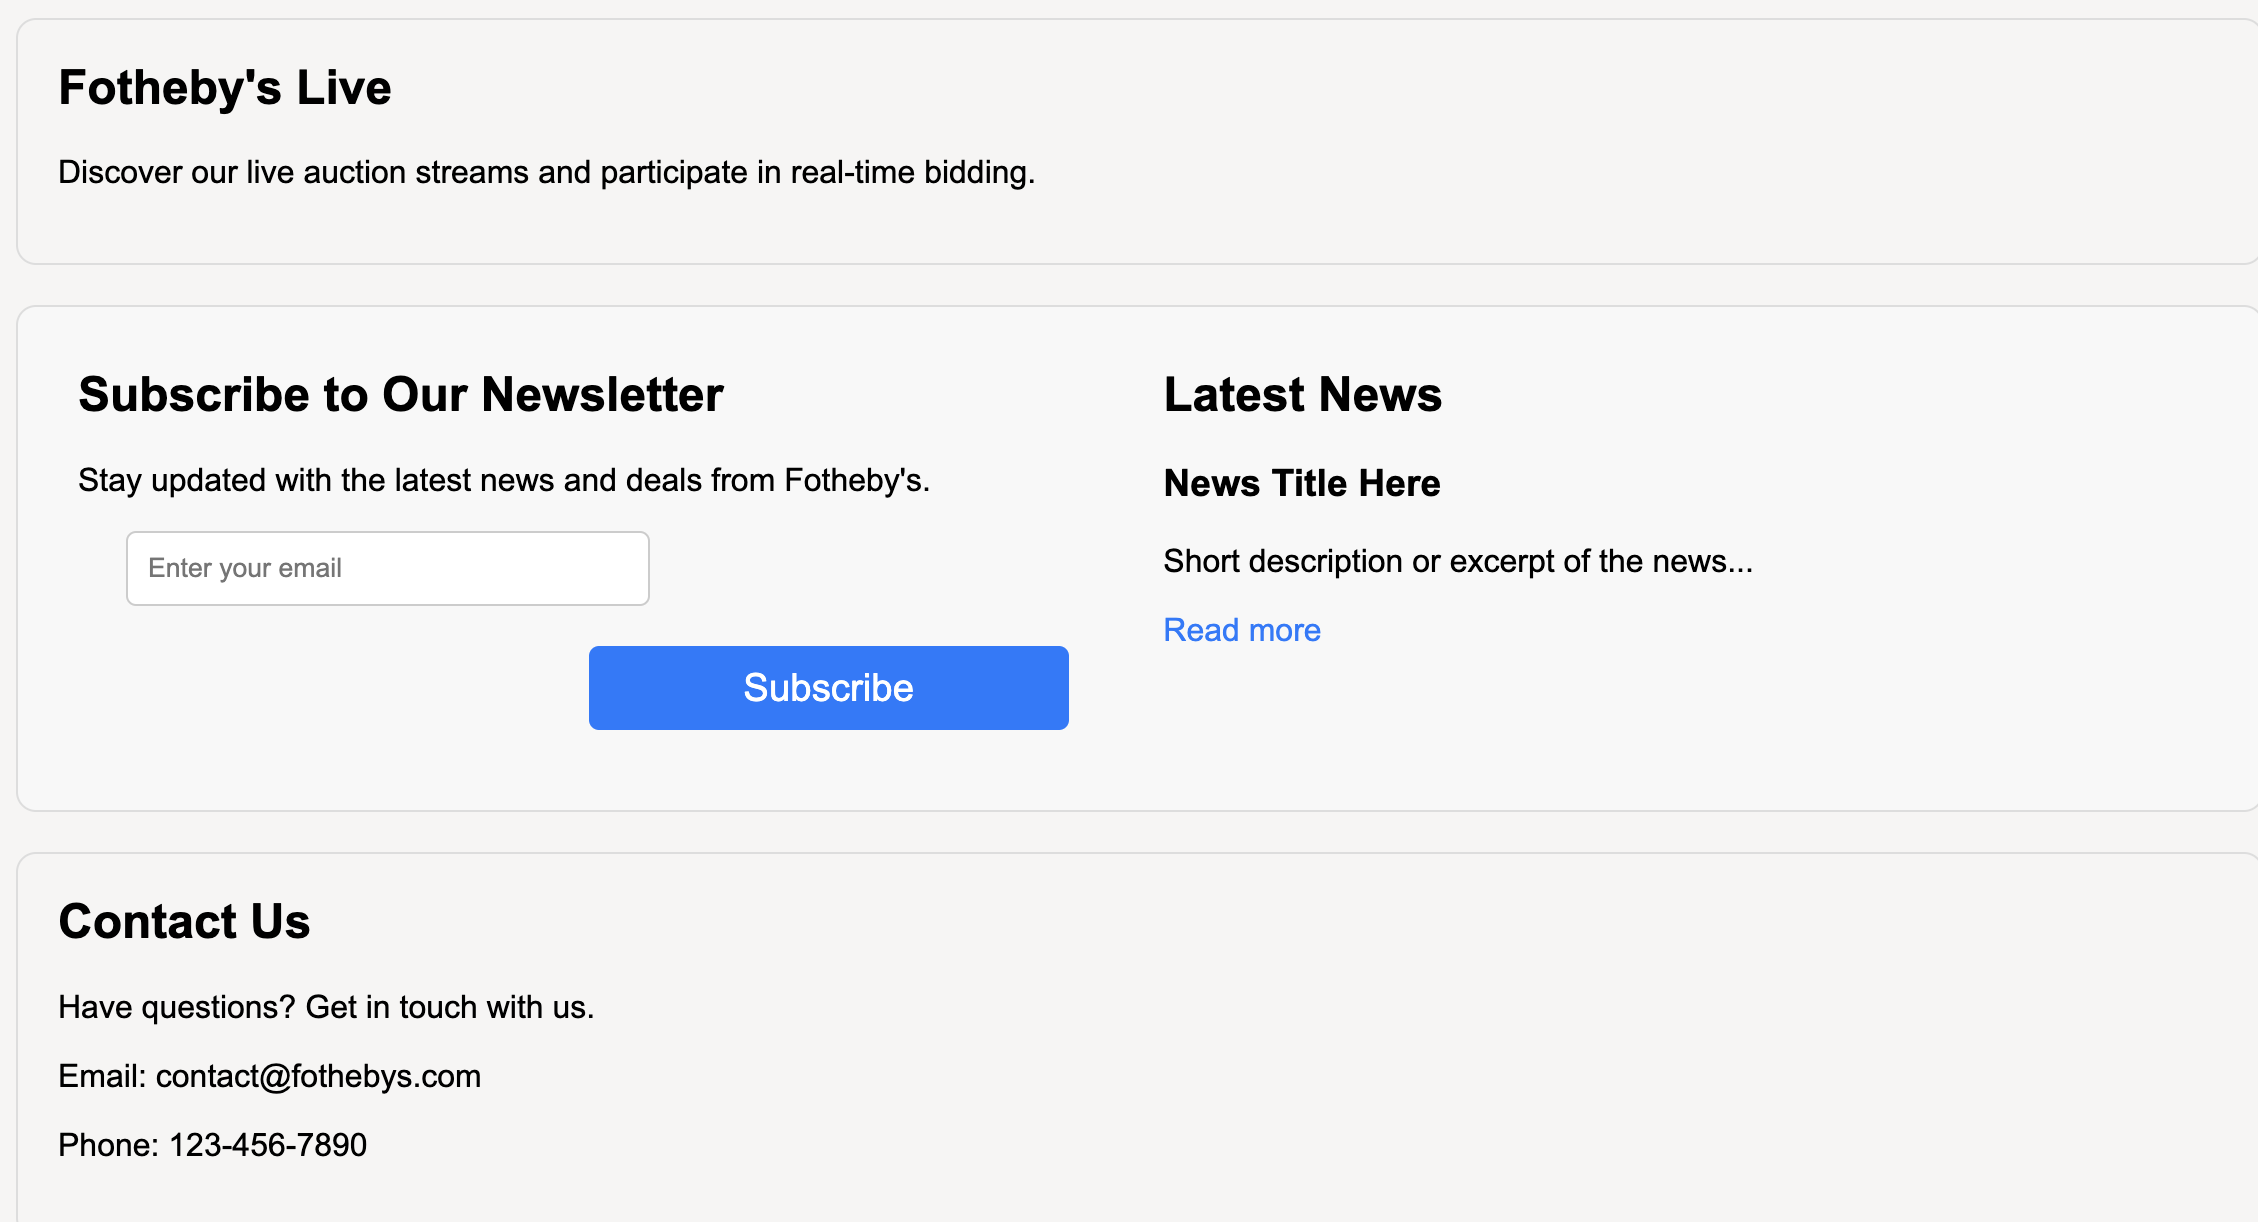 Fotheby's Live
Discover our live auction streams and participate in real-time bidding.
Subscribe to Our Newsletter
Stay updated with the latest news and deals from Fotheby's.
Enter your email
Subscribe
Latest News
News Title Here
Short description or excerpt of the news...
Read more
Contact Us
Have questions? Get in touch with us.
Email: contact@fothebys.com
Phone: 123-456-7890